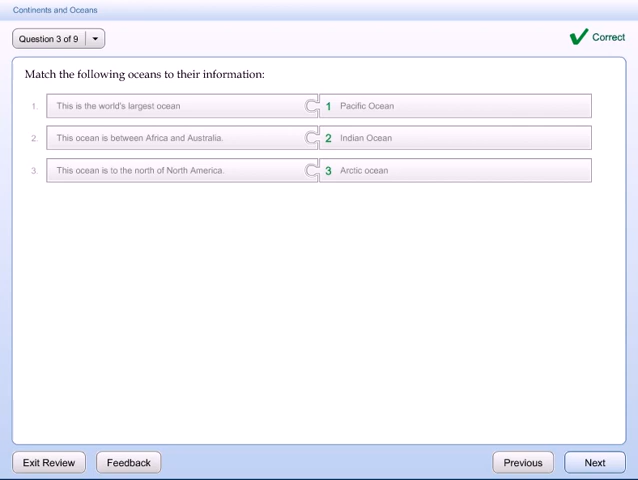 Continents and Oceans
Question 3 of 9
Correct
Match the following oceans to their information:
1. This is the world's largest ocean 1 Pacific Ocean
2. This ocean is between Africa and Australia. 2 Indian Ocean
3. This ocean is to the north of North America. 3 Arctic ocean
Exit Review Feedback Previous Next